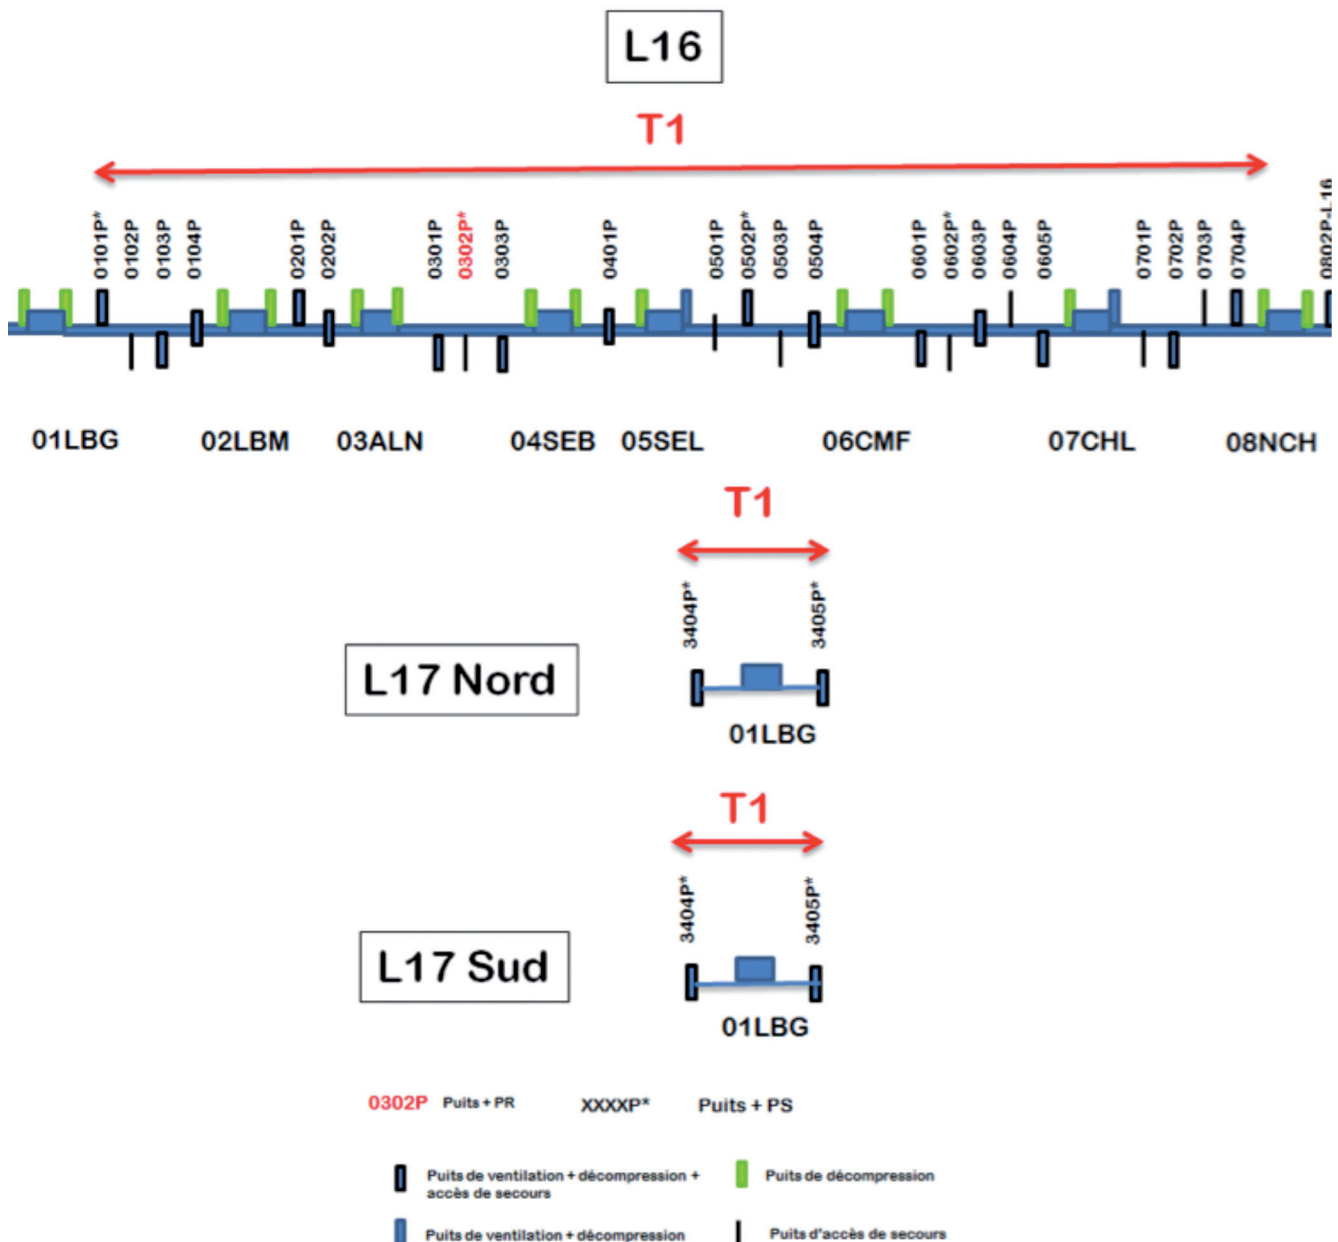 L16
T1
0101P*
0102P
0103P
0104P
0201P
0202P
0301P
0302P*
0303P
0401P
0501P
0502P*
0503P
0504P
0601P
0602P*
0603P
0604P
0605P
0701P
0702P
0703P
0704P
0802P-L16
01LBG
02LBM
03ALN
04SEB
05SEL
06CMF
07CHL
08NCH
T1
3404P*
3405P*
L17 Nord
01LBG
T1
3404P*
3405P*
L17 Sud
01LBG
0302P Puits + PR XXXXP* Puits + PS
Puits de ventilation + décompression +
accès de secours
Puits de décompression
Puits de ventilation + décompression
Puits d'accès de secours